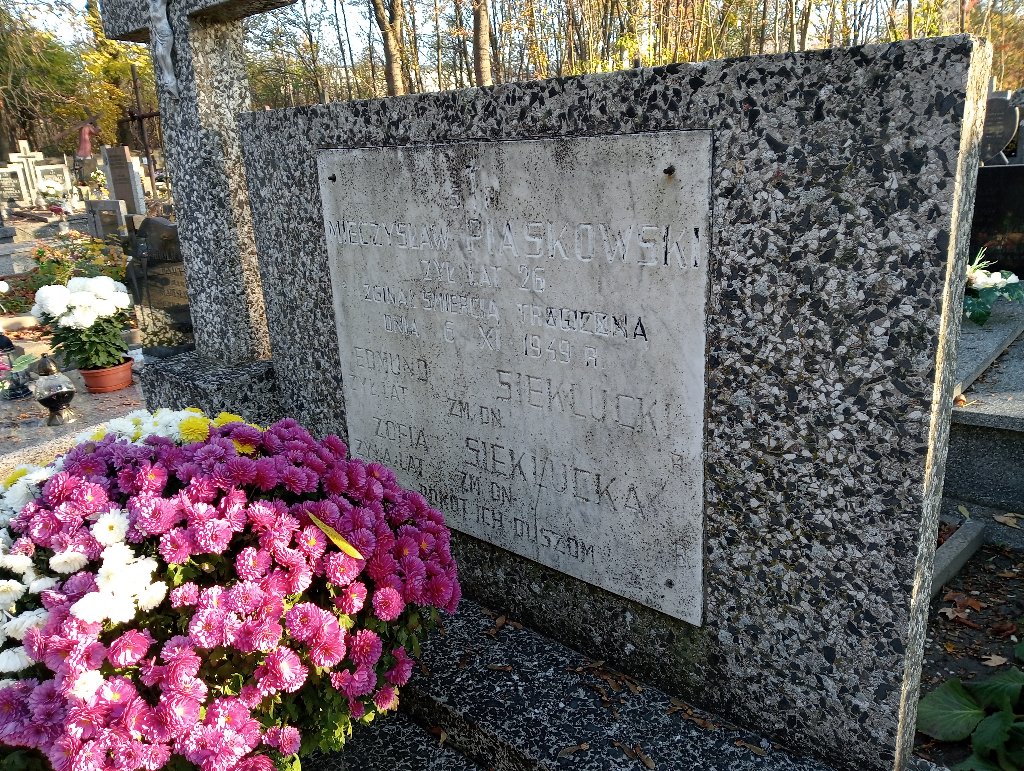 Ś. P.
MIECZYSŁAW PIASKOWSKI
ŻYŁ LAT 26.
ZGINĄŁ ŚMIERCIĄ TRAGICZNĄ
DNIA 6 XI 1949 R.
EDMUND SIEKLUCKI
ŻYŁ LAT ZM. DN. R
ZOFIA SIEKLUCKA
ŻYŁA LAT ZM. DN. R
POKÓJ ICH DUSZOM